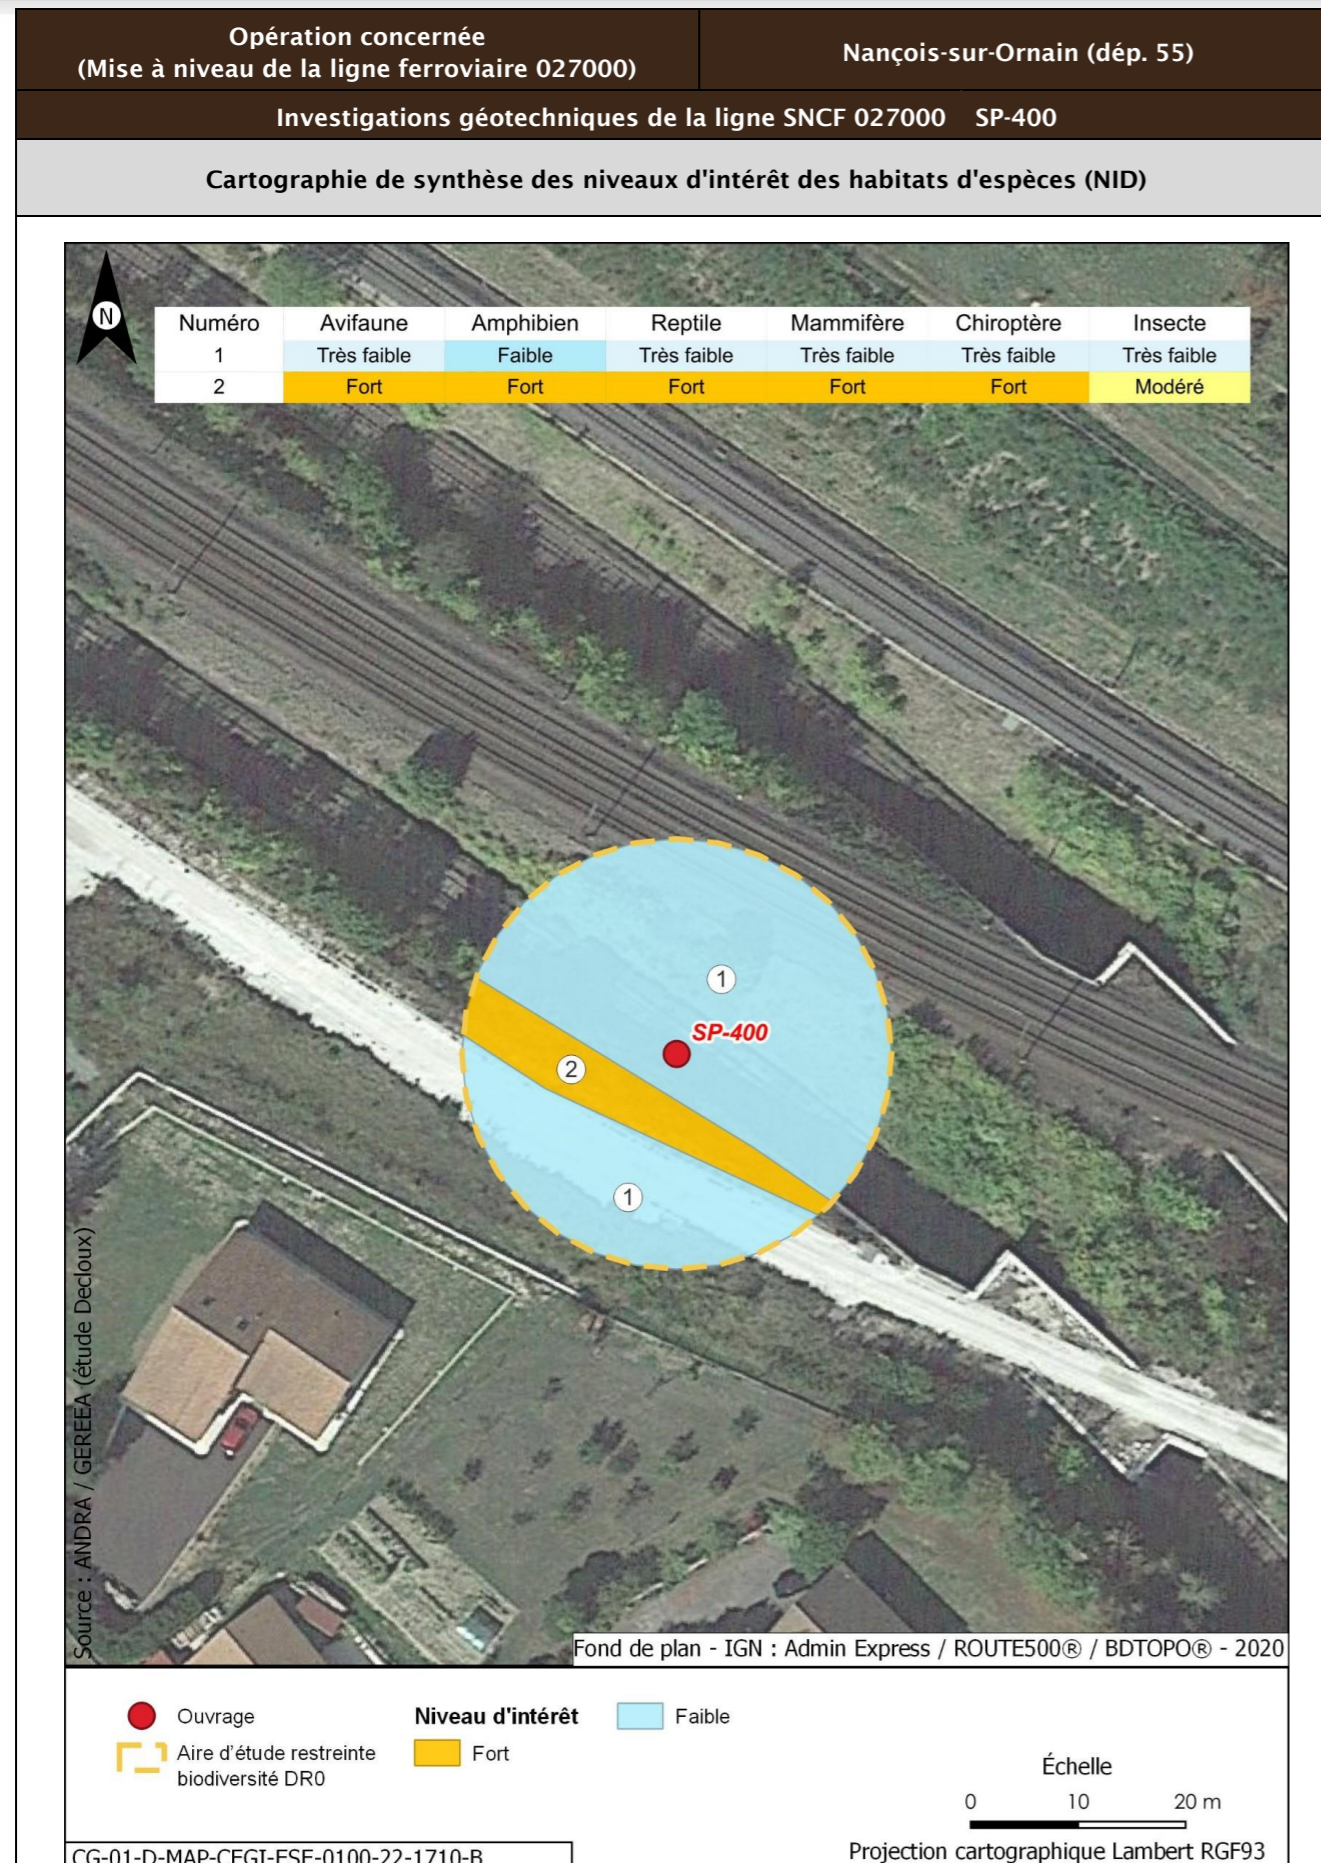 Opération concernée
(Mise à niveau de la ligne ferroviaire 027000)
Nançois-sur-Ornain (dép. 55)
Investigations géotechniques de la ligne SNCF 027000 SP-400
Cartographie de synthèse des niveaux d'intérêt des habitats d'espèces (NID)
N
Numéro Avifaune Amphibien Reptile Mammifère Chiroptère Insecte
1 Très faible Faible Très faible Très faible Très faible Très faible
2 Fort Fort Fort Fort Fort Modéré
1
SP-400
2
1
Source : ANDRA / GEREEA (étude Decloux)
Fond de plan - IGN : Admin Express / ROUTE500® / BDTOPO® - 2020
Ouvrage
Aire d'étude restreinte
biodiversité DR0
Niveau d'intérêt
Fort
Faible
Échelle
0 10 20 m
Projection cartographique Lambert RGF93
CG-01-D-MAP-CEGI-ESE-0100-22-1710-B